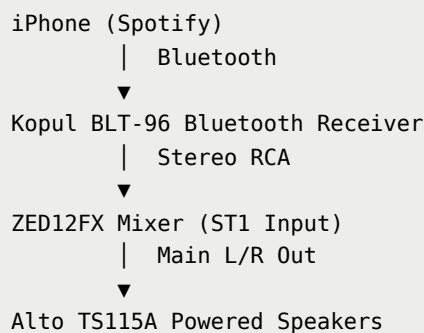 iPhone (Spotify)
│ Bluetooth
▼
Kopul BLT-96 Bluetooth Receiver
│ Stereo RCA
▼
ZED12FX Mixer (ST1 Input)
│ Main L/R Out
▼
Alto TS115A Powered Speakers